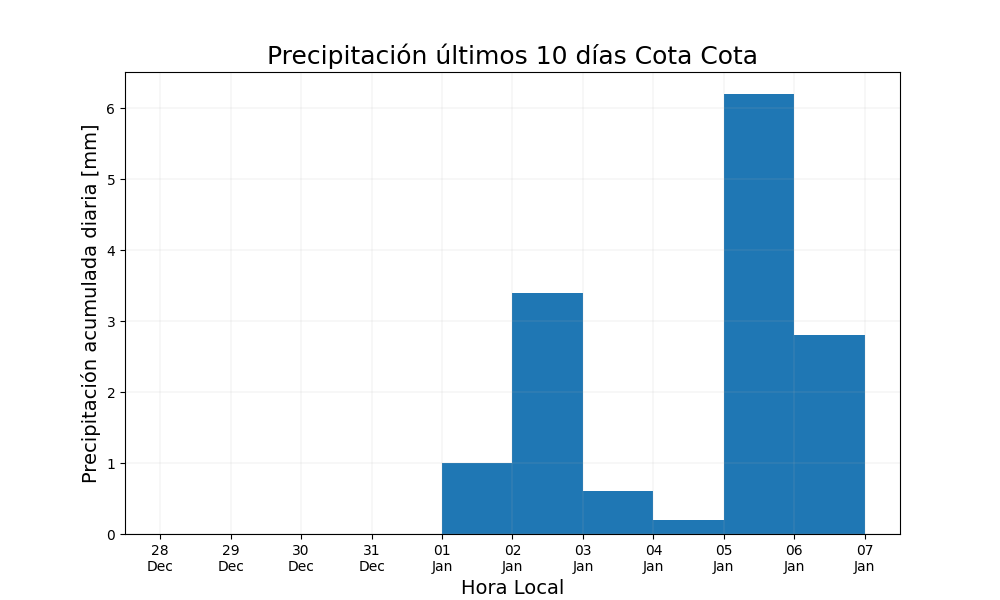 Precipitación últimos 10 días Cota Cota
Precipitación acumulada diaria [mm]
6
5
4
3
2
1
0
28 29 30 31 01 02 03 04 05 06 07
Dec Dec Dec Dec Jan Jan Jan Jan Jan Jan Jan
Hora Local